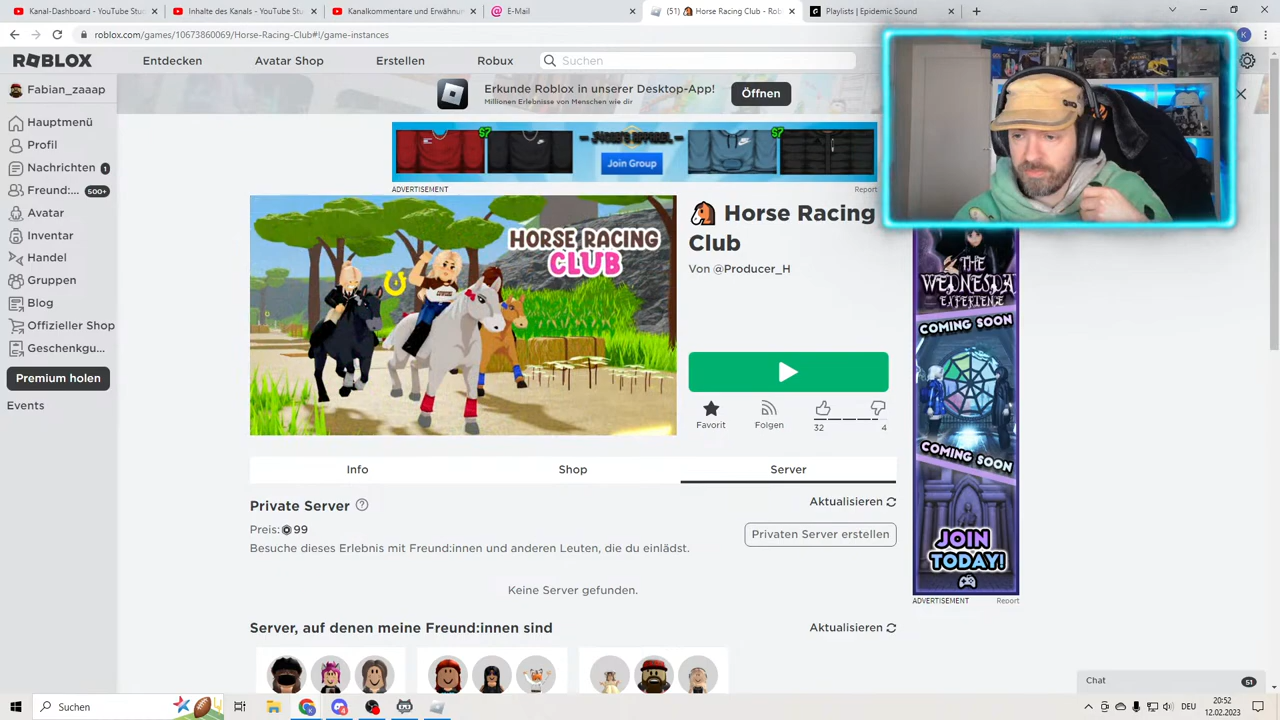 Kanal-Dashboard - YouTube Stu
Inhalte des Kanals - YouTube Stu
Kanalkommentare und Erwähnun
E-Mail
(51) Horse Racing Club - Rob
Playlists | Epidemic Sound
roblox.com/games/10673860069/Horse-Racing-Club#!/game-instances
K
ROBLOX
Entdecken
Avatar Shop
Erstellen
Robux
Suchen
Fabian_zaaap
Erkunde Roblox in unserer Desktop-App!
Millionen Erlebnisse von Menschen wie dir
Öffnen
Hauptmenü
Profil
Nachrichten 1
Freund:... 500+
Avatar
Inventar
Handel
Gruppen
Blog
Offizieller Shop
Geschenkgu...
Premium holen
Events
$7
$7
Join Group
ADVERTISEMENT
Report
HORSE RACING
CLUB
Horse Racing
Club
Von @Producer_H
Favorit
Folgen
32
4
Info
Shop
Server
Private Server
Aktualisieren
Preis: 99
Privaten Server erstellen
Besuche dieses Erlebnis mit Freund:innen und anderen Leuten, die du einlädst.
Keine Server gefunden.
Server, auf denen meine Freund:innen sind
Aktualisieren
THE
WEDNESDAY
EXPERIENCE
COMING SOON
COMING SOON
JOIN
TODAY!
ADVERTISEMENT
Report
Chat
51
Suchen
DEU
20:52
12.02.2023